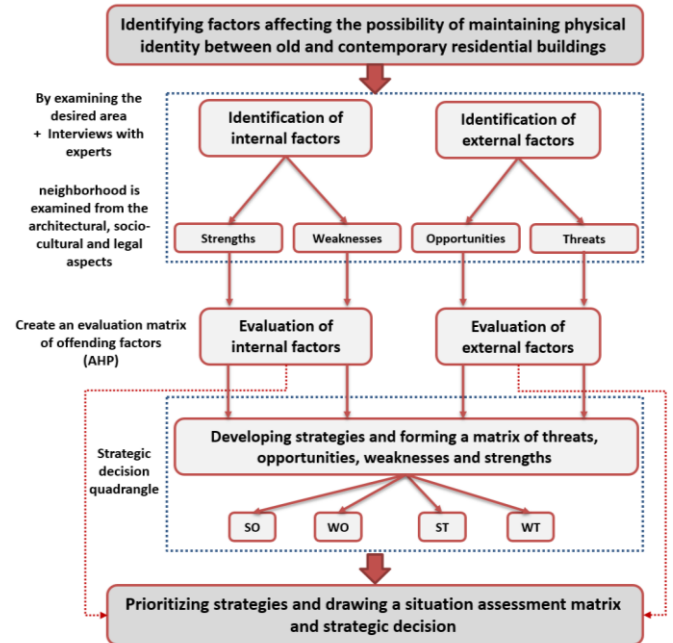 Identifying factors affecting the possibility of maintaining physical
identity between old and contemporary residential buildings
By examining the
desired area
+ Interviews with
experts
Identification of
internal factors
Identification of
external factors
neighborhood is
examined from the
architectural, socio-
cultural and legal
aspects
Strengths
Weaknesses
Opportunities
Threats
Create an evaluation matrix
of offending factors
(AHP)
Evaluation of
internal factors
Evaluation of
external factors
Strategic
decision
quadrangle
Developing strategies and forming a matrix of threats,
opportunities, weaknesses and strengths
SO
WO
ST
WT
Prioritizing strategies and drawing a situation assessment matrix
and strategic decision